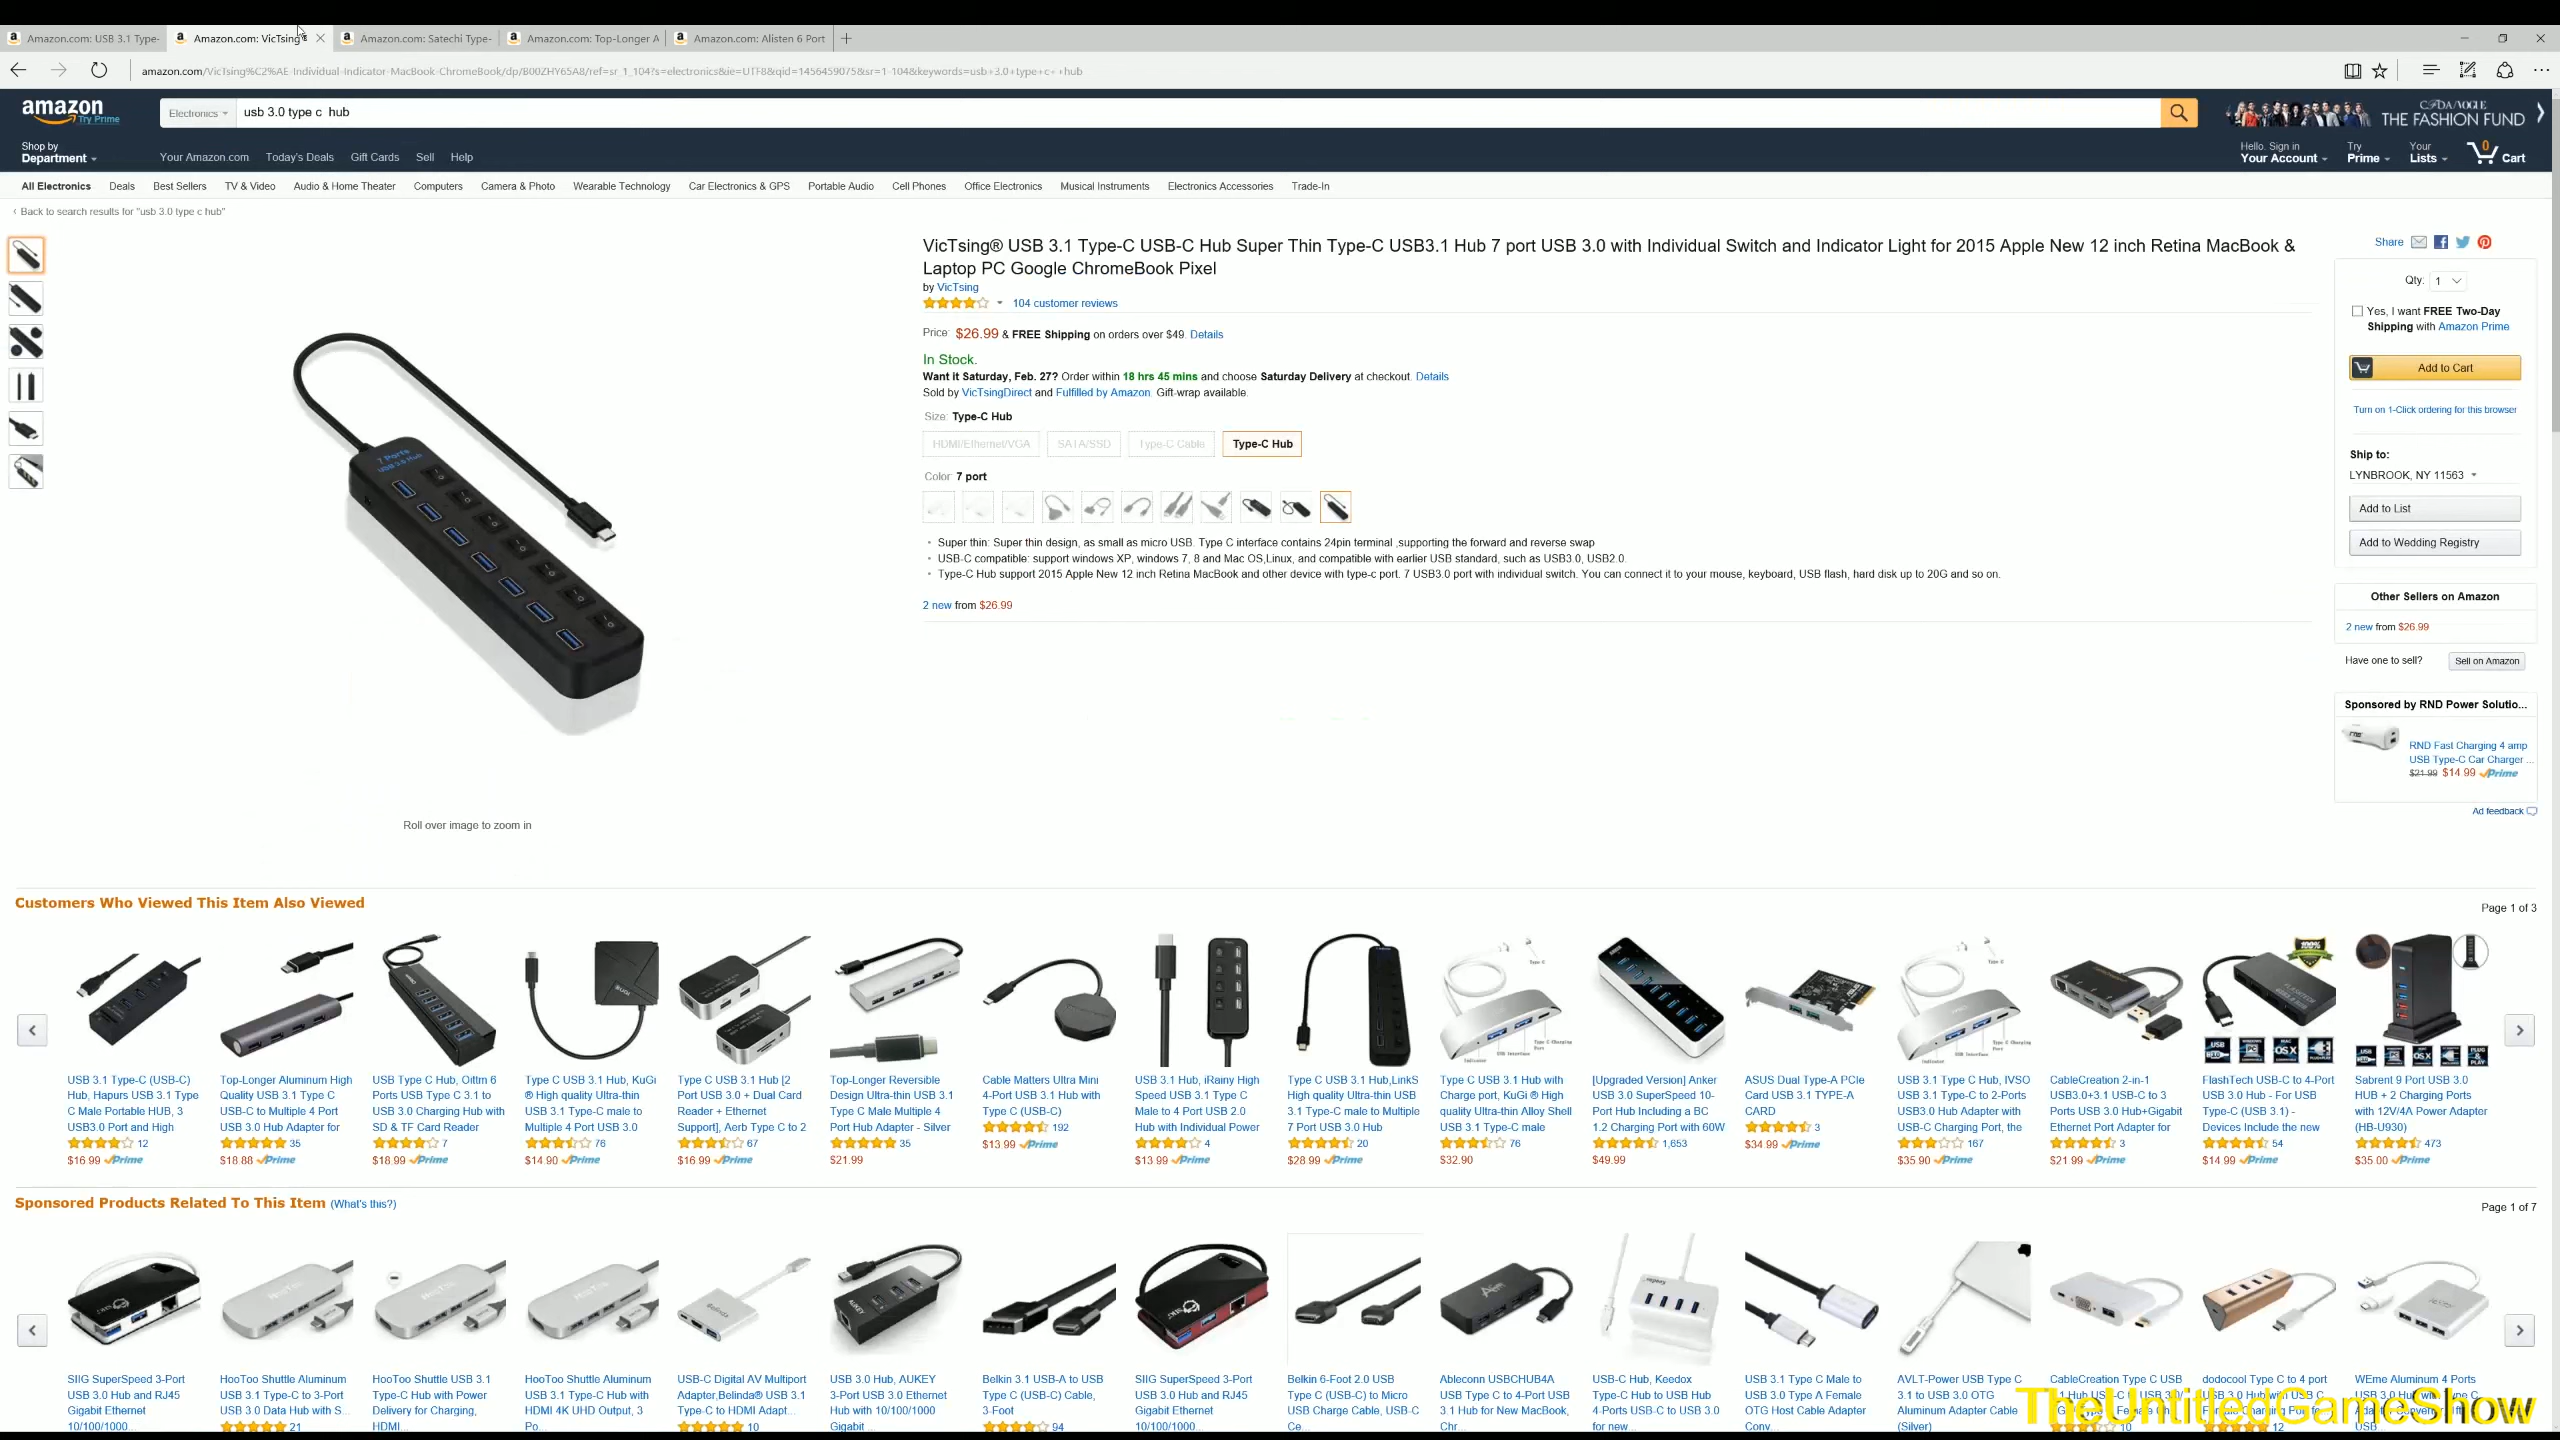 Amazon.com: USB 3.1 Type-
Amazon.com: VicTsing®
Amazon.com: Satechi Type-
Amazon.com: Top-Longer A
Amazon.com: Alisten 6 Port
amazon.com/VicTsing%C2%AE-Individual-Indicator-MacBook-ChromeBook/dp/B00ZHY65A8/ref=sr_1_104?s=electronics&ie=UTF8&qid=1456459075&sr=1-104&keywords=usb+3.0+type+c++hub
amazon
Try Prime
Electronics
usb 3.0 type c  hub
CFDA/VOGUE
THE FASHION FUND
Shop by
Department
Your Amazon.com Today's Deals Gift Cards Sell Help
Hello. Sign in
Your Account
Try
Prime
Your
Lists
0
Cart
All Electronics Deals Best Sellers TV & Video Audio & Home Theater Computers Camera & Photo Wearable Technology Car Electronics & GPS Portable Audio Cell Phones Office Electronics Musical Instruments Electronics Accessories Trade-In
‹ Back to search results for "usb 3.0 type c hub"
7 Ports
USB 3.0 Hub
Roll over image to zoom in
VicTsing® USB 3.1 Type-C USB-C Hub Super Thin Type-C USB3.1 Hub 7 port USB 3.0 with Individual Switch and Indicator Light for 2015 Apple New 12 inch Retina MacBook &
Laptop PC Google ChromeBook Pixel
by VicTsing
104 customer reviews
Price: $26.99 & FREE Shipping on orders over $49. Details
In Stock.
Want it Saturday, Feb. 27? Order within 18 hrs 45 mins and choose Saturday Delivery at checkout. Details
Sold by VicTsingDirect and Fulfilled by Amazon. Gift-wrap available.
Size: Type-C Hub
HDMI/Ethernet/VGA SATA/SSD Type-C Cable Type-C Hub
Color: 7 port
• Super thin: Super thin design, as small as micro USB. Type C interface contains 24pin terminal ,supporting the forward and reverse swap
• USB-C compatible: support windows XP, windows 7, 8 and Mac OS,Linux, and compatible with earlier USB standard, such as USB3.0, USB2.0.
• Type-C Hub support 2015 Apple New 12 inch Retina MacBook and other device with type-c port. 7 USB3.0 port with individual switch. You can connect it to your mouse, keyboard, USB flash, hard disk up to 20G and so on.
2 new from $26.99
Share
Qty: 1
Yes, I want FREE Two-Day
Shipping with Amazon Prime
Add to Cart
Turn on 1-Click ordering for this browser
Ship to:
LYNBROOK, NY 11563
Add to List
Add to Wedding Registry
Other Sellers on Amazon
2 new from $26.99
Have one to sell? Sell on Amazon
Sponsored by RND Power Solutio...
RND Fast Charging 4 amp
USB Type-C Car Charger ...
$21.99 $14.99 Prime
Ad feedback
Customers Who Viewed This Item Also Viewed
Page 1 of 3
USB 3.1 Type-C (USB-C)
Hub, Hapurs USB 3.1 Type
C Male Portable HUB, 3
USB3.0 Port and High
12
$16.99 Prime
Top-Longer Aluminum High
Quality USB 3.1 Type C
USB-C to Multiple 4 Port
USB 3.0 Hub Adapter for
35
$18.88 Prime
USB Type C Hub, Oittm 6
Ports USB Type C 3.1 to
USB 3.0 Charging Hub with
SD & TF Card Reader
7
$18.99 Prime
Type C USB 3.1 Hub, KuGi
® High quality Ultra-thin
USB 3.1 Type-C male to
Multiple 4 Port USB 3.0
76
$14.90 Prime
Type C USB 3.1 Hub [2
Port USB 3.0 + Dual Card
Reader + Ethernet
Support], Aerb Type C to 2
67
$16.99 Prime
Top-Longer Reversible
Design Ultra-thin USB 3.1
Type C Male Multiple 4
Port Hub Adapter - Silver
35
$21.99
Cable Matters Ultra Mini
4-Port USB 3.1 Hub with
Type C (USB-C)
192
$13.99 Prime
USB 3.1 Hub, iRainy High
Speed USB 3.1 Type C
Male to 4 Port USB 2.0
Hub with Individual Power
4
$13.99 Prime
Type C USB 3.1 Hub,LinkS
High quality Ultra-thin USB
3.1 Type-C male to Multiple
7 Port USB 3.0 Hub
20
$28.99 Prime
Type C USB 3.1 Hub with
Charge port, KuGi ® High
quality Ultra-thin Alloy Shell
USB 3.1 Type-C male
76
$32.90
[Upgraded Version] Anker
USB 3.0 SuperSpeed 10-
Port Hub Including a BC
1.2 Charging Port with 60W
1,653
$49.99
ASUS Dual Type-A PCIe
Card USB 3.1 TYPE-A
CARD
3
$34.99 Prime
USB 3.1 Type C Hub, IVSO
USB 3.1 Type-C to 2-Ports
USB3.0 Hub Adapter with
USB-C Charging Port, the
167
$35.90 Prime
CableCreation 2-in-1
USB3.0+3.1 USB-C to 3
Ports USB 3.0 Hub+Gigabit
Ethernet Port Adapter for
3
$21.99 Prime
FlashTech USB-C to 4-Port
USB 3.0 Hub - For USB
Type-C (USB 3.1) -
Devices Include the new
54
$14.99 Prime
Sabrent 9 Port USB 3.0
HUB + 2 Charging Ports
with 12V/4A Power Adapter
(HB-U930)
473
$35.00 Prime
Sponsored Products Related To This Item (What's this?)
Page 1 of 7
SIIG SuperSpeed 3-Port
USB 3.0 Hub and RJ45
Gigabit Ethernet
10/100/1000...
HooToo Shuttle Aluminum
USB 3.1 Type-C to 3-Port
USB 3.0 Data Hub with S...
21
HooToo Shuttle USB 3.1
Type-C Hub with Power
Delivery for Charging,
HDMI...
HooToo Shuttle Aluminum
USB 3.1 Type-C Hub with
HDMI 4K UHD Output, 3
Po...
USB-C Digital AV Multiport
Adapter,Belinda® USB 3.1
Type-C to HDMI Adapt...
10
USB 3.0 Hub, AUKEY
3-Port USB 3.0 Ethernet
Hub with 10/100/1000
Gigabit...
Belkin 3.1 USB-A to USB
Type C (USB-C) Cable,
3-Foot
94
SIIG SuperSpeed 3-Port
USB 3.0 Hub and RJ45
Gigabit Ethernet
10/100/1000...
Belkin 6-Foot 2.0 USB
Type C (USB-C) to Micro
USB Charge Cable, USB-C
Ce...
Ableconn USBCHUB4A
USB Type C to 4-Port USB
3.1 Hub for New MacBook,
Chr...
USB-C Hub, Keedox
Type-C Hub to USB Hub
4-Ports USB-C to USB 3.0
for new...
USB 3.1 Type C Male to
USB 3.0 Type A Female
OTG Host Cable Adapter
Conv...
AVLT-Power USB Type C
3.1 to USB 3.0 OTG
Aluminum Adapter Cable
(Silver)
CableCreation Type C USB
10
dodocool Type C to 4 port
12
WEme Aluminum 4 Ports
USB...
TheUntitledGameShow